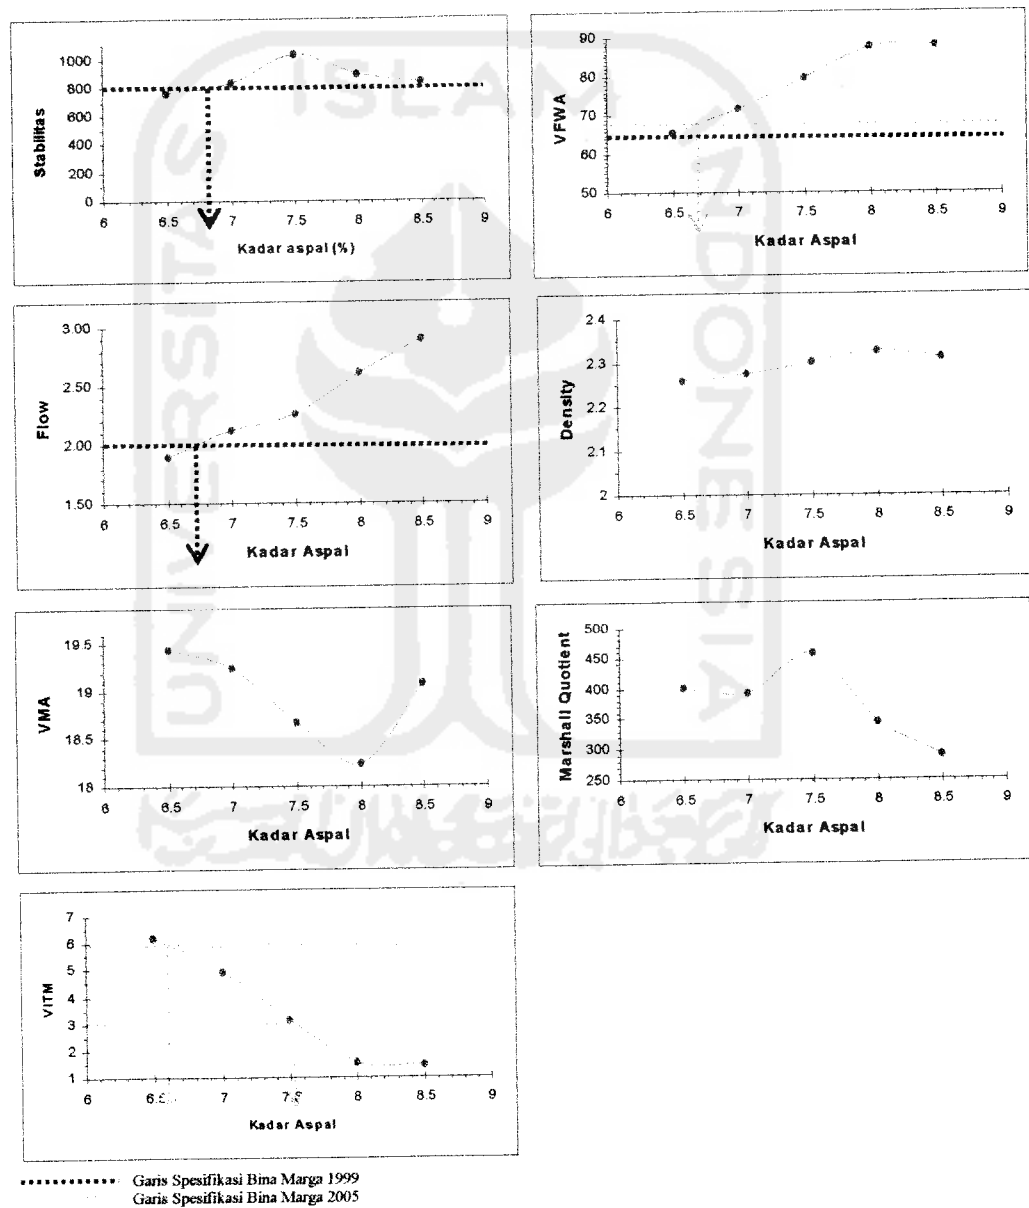 1000
800
600
400
200
0
Stabilitas
6 6.5 7 7.5 8 8.5 9
Kadar aspal (%)
90
80
70
60
50
VFWA
6 6.5 7 7.5 8 8.5 9
Kadar Aspal
3.00
2.50
2.00
1.50
Flow
6 6.5 7 7.5 8 8.5 9
Kadar Aspal
2.4
2.3
2.2
2.1
2
Density
6 6.5 7 7.5 8 8.5 9
Kadar Aspal
19.5
19
18.5
18
VMA
6 6.5 7 7.5 8 8.5 9
Kadar Aspal
500
450
400
350
300
250
Marshall Quotient
6 6.5 7 7.5 8 8.5 9
Kadar Aspal
7
6
5
4
3
2
1
VITM
6 6.5 7 7.5 8 8.5 9
Kadar Aspal
Garis Spesifikasi Bina Marga 1999
Garis Spesifikasi Bina Marga 2005
UNIVERSITAS
ISLAM
INDONESIA